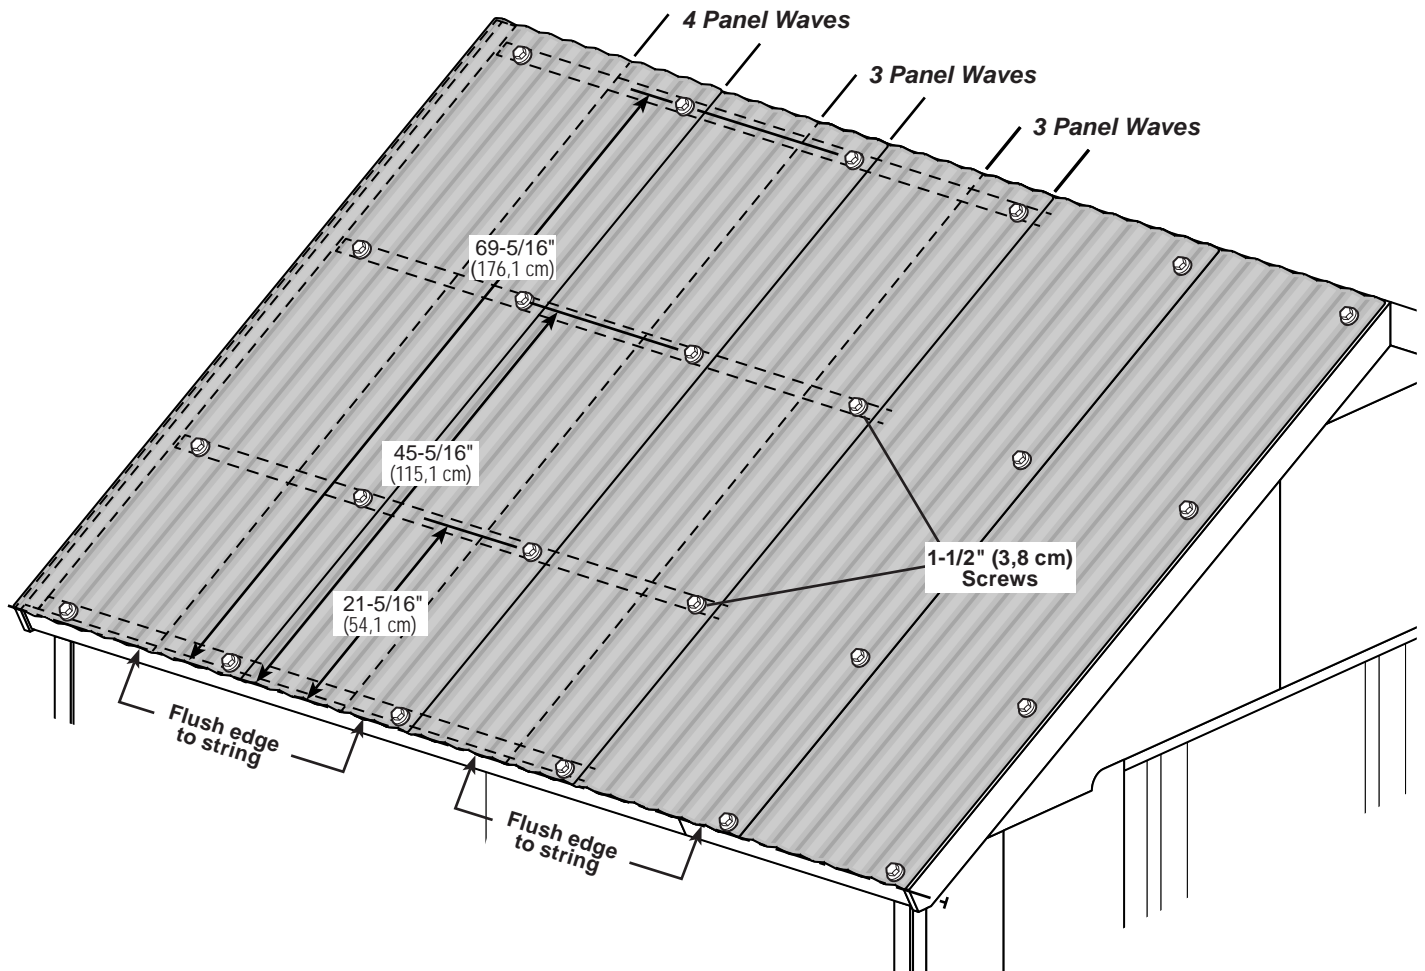 4 Panel Waves
3 Panel Waves
3 Panel Waves
69-5/16"
(176,1 cm)
45-5/16"
(115,1 cm)
1-1/2" (3,8 cm)
Screws
21-5/16"
(54,1 cm)
Flush edge
to string
Flush edge
to string